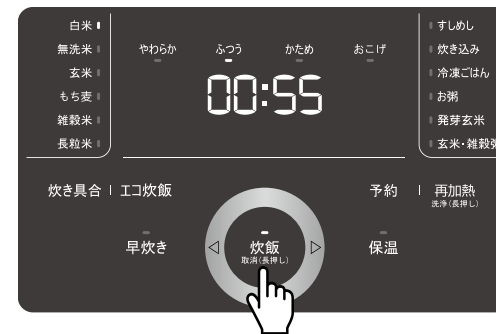 白米
無洗米
玄米
もち麦
雑穀米
長粒米
やわらか ふつう かため おこげ
00:55
すしめし
炊き込み
冷凍ごはん
お粥
発芽玄米
玄米・雑穀粥
炊き具合 エコ炊飯
予約 再加熱
洗浄(長押し)
早炊き
炊飯
取消(長押し)
保温